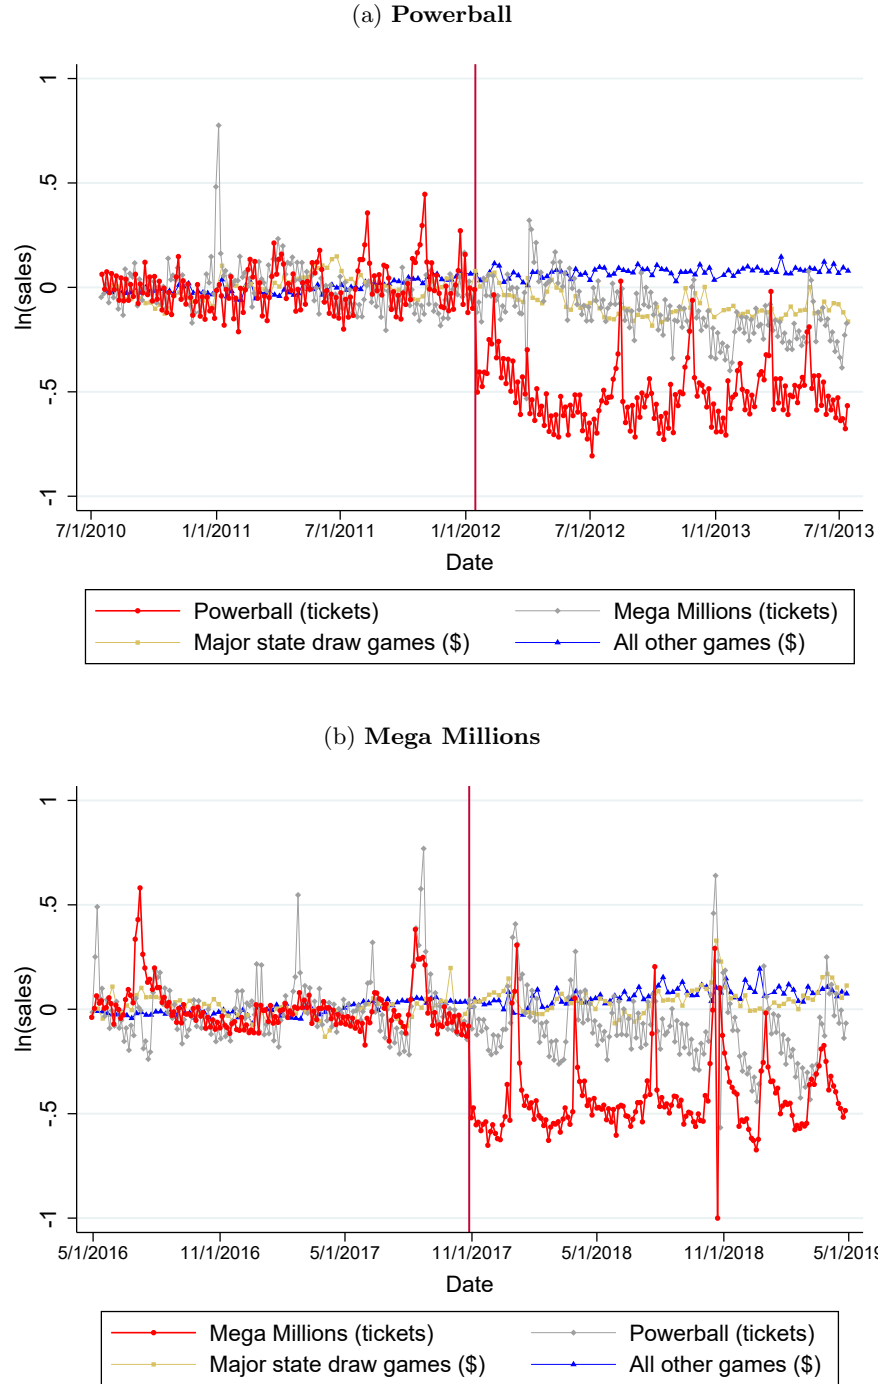 (a) Powerball
1
.5
0
-.5
-1
ln(sales)
7/1/2010 1/1/2011 7/1/2011 1/1/2012 7/1/2012 1/1/2013 7/1/2013
Date
Powerball (tickets) Mega Millions (tickets)
Major state draw games ($) All other games ($)
(b) Mega Millions
1
.5
0
-.5
-1
ln(sales)
5/1/2016 11/1/2016 5/1/2017 11/1/2017 5/1/2018 11/1/2018 5/1/2019
Date
Mega Millions (tickets) Powerball (tickets)
Major state draw games ($) All other games ($)